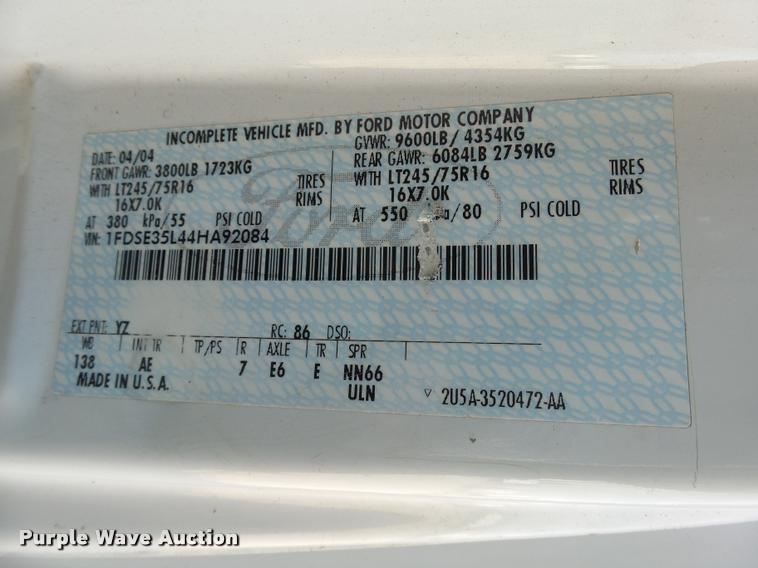 INCOMPLETE VEHICLE MFD. BY FORD MOTOR COMPANY
DATE: 04/04 GVWR: 9600LB/ 4354KG
FRONT GAWR: 3800LB 1723KG REAR GAWR: 6084LB 2759KG
WITH LT245/75R16 TIRES WITH LT245/75R16 TIRES
16X7.0K RIMS 16X7.0K RIMS
AT 380 kPa/55 PSI COLD AT 550 kPa/80 PSI COLD
VIN: 1FDSE35L44HA92084
Ford
EXT PNT: YZ RC: 86 DSO:
WB INT TR TP/PS R AXLE TR SPR
138 AE 7 E6 E NN66
MADE IN U.S.A. ULN ▽ 2U5A-3520472-AA
Purple Wave Auction